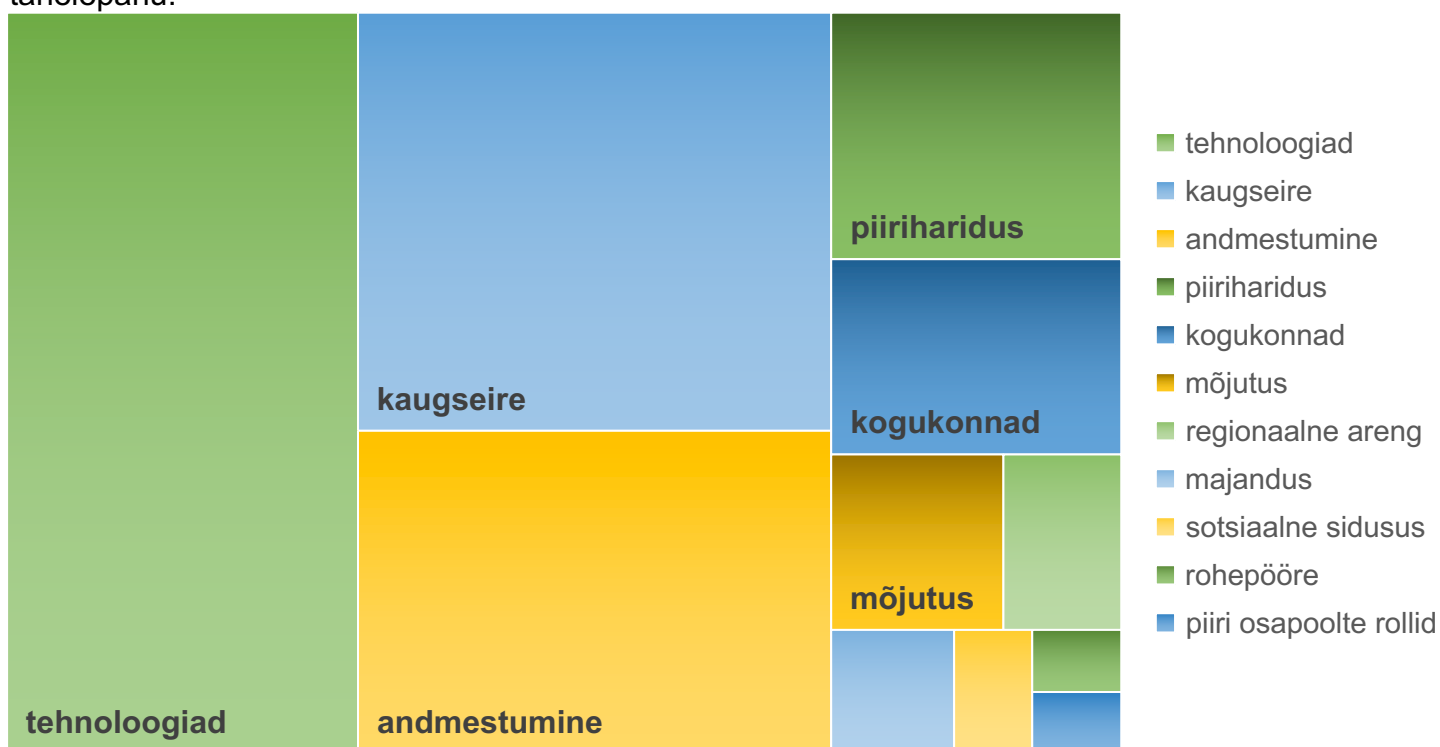 piiriharidus
kaugseire
kogukonnad
mõjutus
tehnoloogiad
andmestumine
tehnoloogiad
kaugseire
andmestumine
piiriharidus
kogukonnad
mõjutus
regionaalne areng
majandus
sotsiaalne sidusus
rohepööre
piiri osapoolte rollid